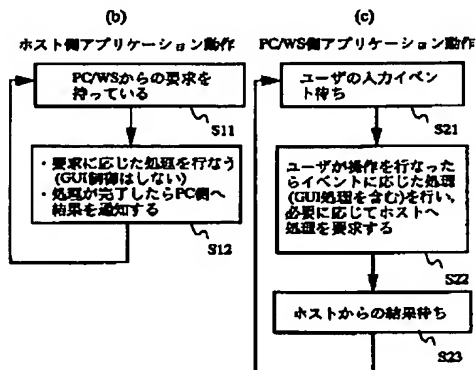 (b)
ホスト側アプリケーション動作
PC/WSからの要求を
持っている
S11
・要求に応じた処理を行なう
(GUI制御はしない)
・処理が完了したらPC側へ
結果を通知する
S12
(c)
PC/WS側アプリケーション動作
ユーザの入力イベ
ント待ち
S21
ユーザが操作を行なった
らイベントに応じた処理
(GUI処理を含む)を行い,
必要に応じてホストへ
処理を要求する
S22
ホストからの結果待ち
S23